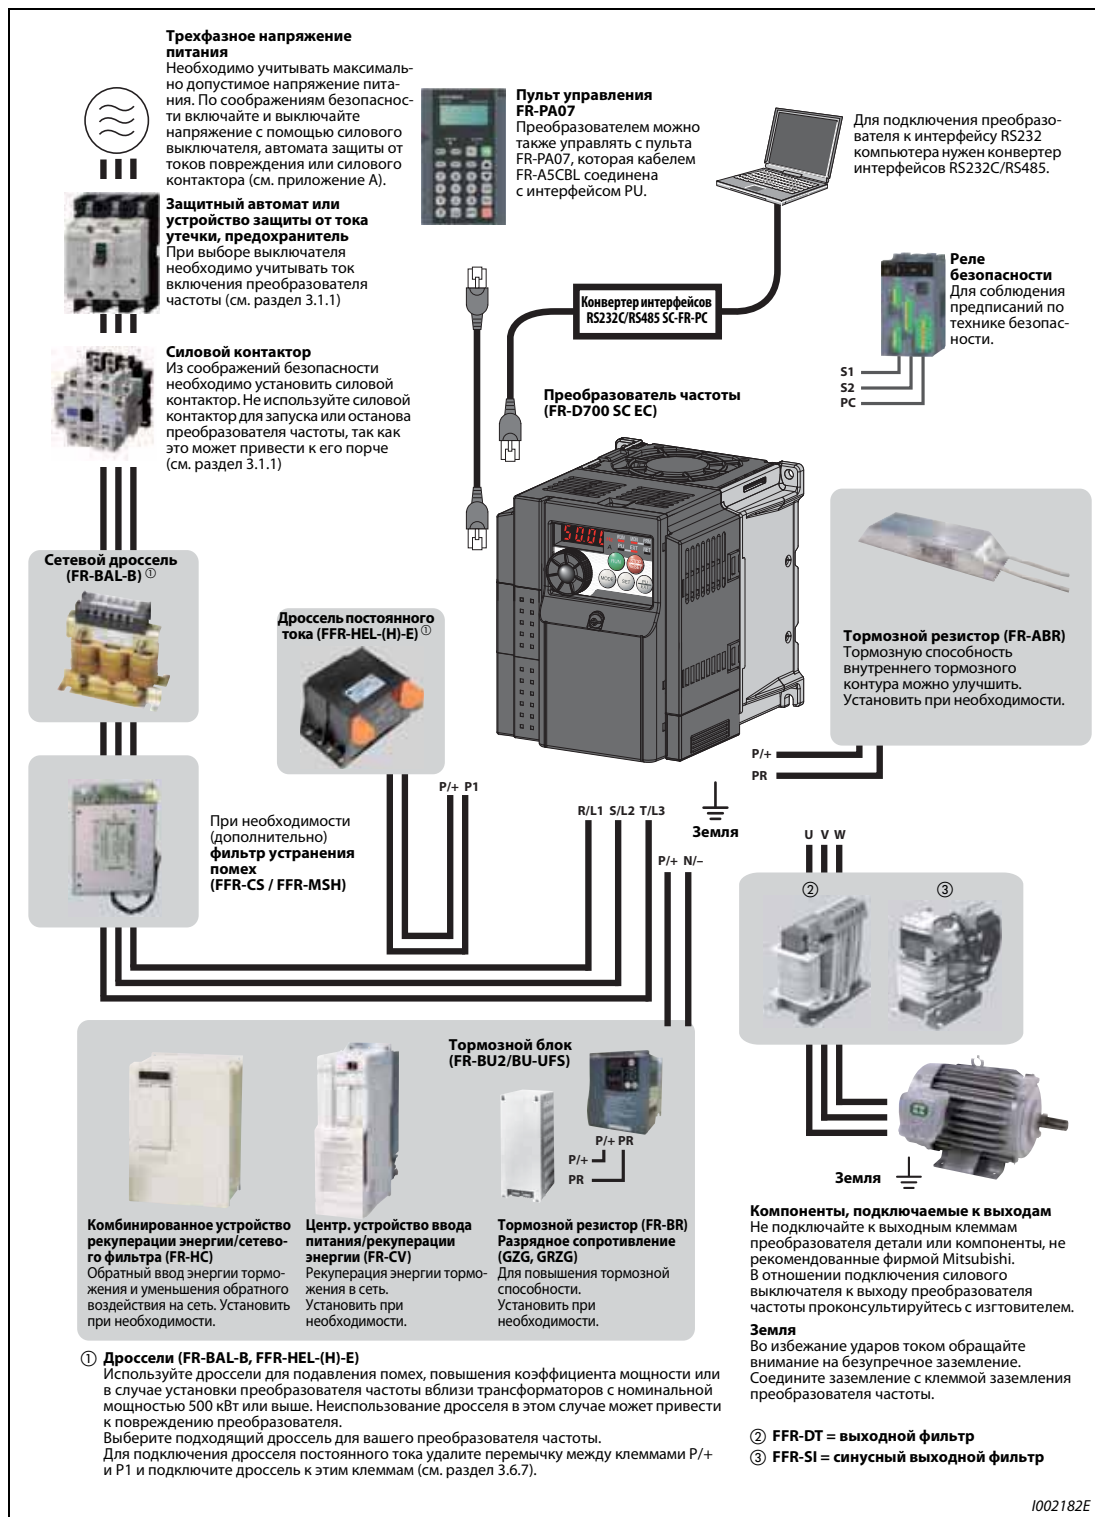 Трехфазное напряжение
питания
Необходимо учитывать максималь-
но допустимое напряжение пита-
ния. По соображениям безопаснос-
ти включайте и выключайте
напряжение с помощью силового
выключателя, автомата защиты от
токов повреждения или силового
контактора (см. приложение А).
Защитный автомат или
устройство защиты от тока
утечки, предохранитель
При выборе выключателя
необходимо учитывать ток
включения преобразователя
частоты (см. раздел 3.1.1)
Силовой контактор
Из соображений безопасности
необходимо установить силовой
контактор. Не используйте силовой
контактор для запуска или останова
преобразователя частоты, так как
это может привести к его порче
(см. раздел 3.1.1)
Пульт управления
FR-PA07
Преобразователем можно
также управлять с пульта
FR-PA07, которая кабелем
FR-A5CBL соединена
с интерфейсом PU.
Для подключения преобразо-
вателя к интерфейсу RS232
компьютера нужен конвертер
интерфейсов RS232C/RS485.
Конвертер интерфейсов
RS232C/RS485 SC-FR-PC
Реле
безопасности
Для соблюдения
предписаний по
технике безопас-
ности.
S1
S2
PC
Преобразователь частоты
(FR-D700 SC EC)
50.00
RUN
MODE
SET
Сетевой дроссель
(FR-BAL-B) ①
Дроссель постоянного
тока (FFR-HEL-(H)-E) ①
Тормозной резистор (FR-ABR)
Тормозную способность
внутреннего тормозного
контура можно улучшить.
Установить при необходимости.
P/+
PR
При необходимости
(дополнительно)
фильтр устранения
помех
(FFR-CS / FFR-MSH)
P/+ P1
R/L1 S/L2 T/L3
Земля
P/+ N/–
U V W
② ③
Тормозной блок
(FR-BU2/BU-UFS)
P/+ PR
P/+
PR
Комбинированное устройство
рекуперации энергии/сетево-
го фильтра (FR-HC)
Обратный ввод энергии тормо-
жения и уменьшения обратного
воздействия на сеть. Установить
при необходимости.
Центр. устройство ввода
питания/рекуперации
энергии (FR-CV)
Рекуперация энергии тормо-
жения в сеть.
Установить при
необходимости.
Тормозной резистор (FR-BR)
Разрядное сопротивление
(GZG, GRZG)
Для повышения тормозной
способности.
Установить при
необходимости.
Земля
Компоненты, подключаемые к выходам
Не подключайте к выходным клеммам
преобразователя детали или компоненты, не
рекомендованные фирмой Mitsubishi.
В отношении подключения силового
выключателя к выходу преобразователя
частоты проконсультируйтесь с изгтовителем.
Земля
Во избежание ударов током обращайте
внимание на безупречное заземление.
Соедините заземление с клеммой заземления
преобразователя частоты.
② FFR-DT = выходной фильтр
③ FFR-SI = синусный выходной фильтр
① Дроссели (FR-BAL-B, FFR-HEL-(H)-E)
Используйте дроссели для подавления помех, повышения коэффициента мощности или
в случае установки преобразователя частоты вблизи трансформаторов с номинальной
мощностью 500 кВт или выше. Неиспользование дросселя в этом случае может привести
к повреждению преобразователя.
Выберите подходящий дроссель для вашего преобразователя частоты.
Для подключения дросселя постоянного тока удалите перемычку между клеммами P/+
и P1 и подключите дроссель к этим клеммам (см. раздел 3.6.7).
I002182E